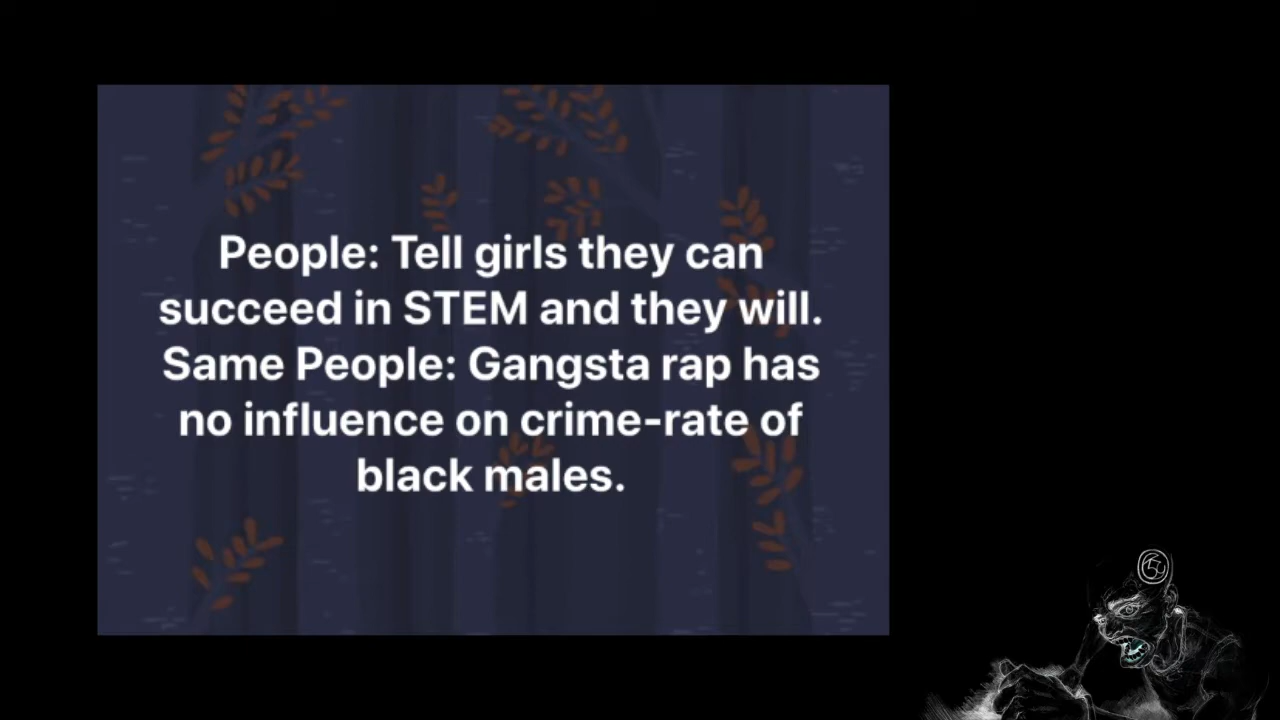 People: Tell girls they can
succeed in STEM and they will.
Same People: Gangsta rap has
no influence on crime-rate of
black males.